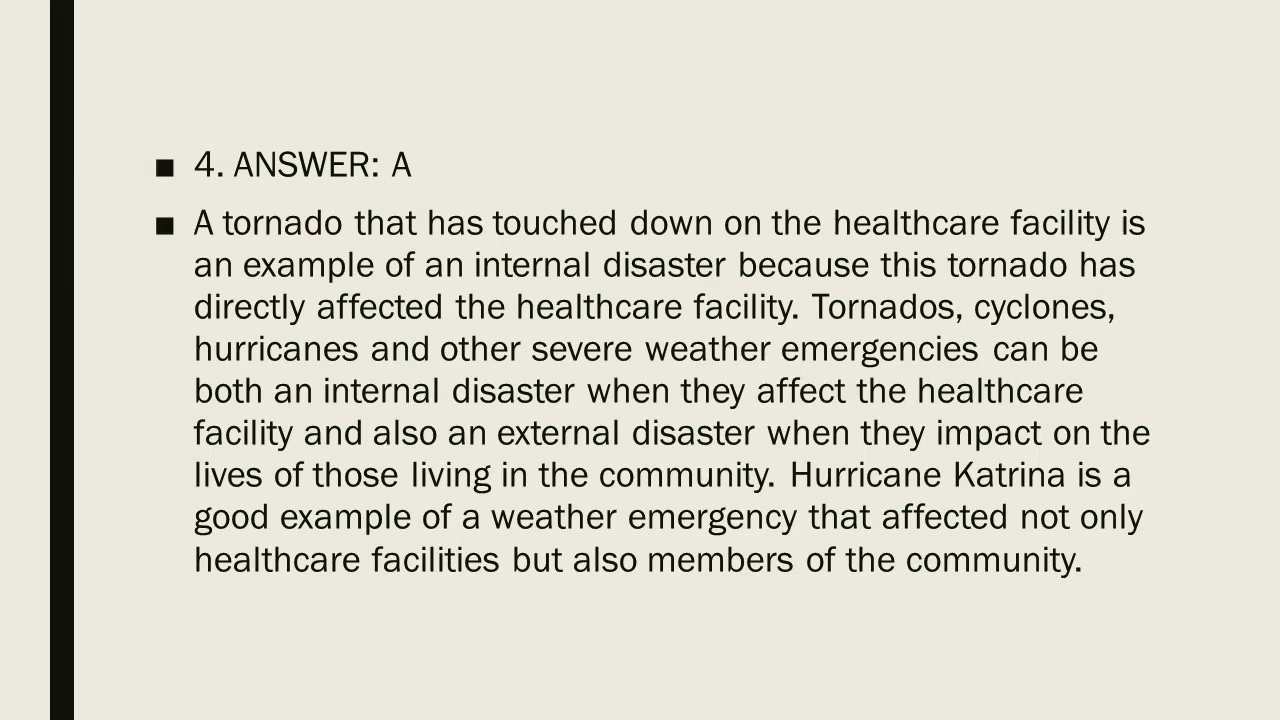 ■ 4. ANSWER: A
■ A tornado that has touched down on the healthcare facility is
an example of an internal disaster because this tornado has
directly affected the healthcare facility. Tornados, cyclones,
hurricanes and other severe weather emergencies can be
both an internal disaster when they affect the healthcare
facility and also an external disaster when they impact on the
lives of those living in the community. Hurricane Katrina is a
good example of a weather emergency that affected not only
healthcare facilities but also members of the community.